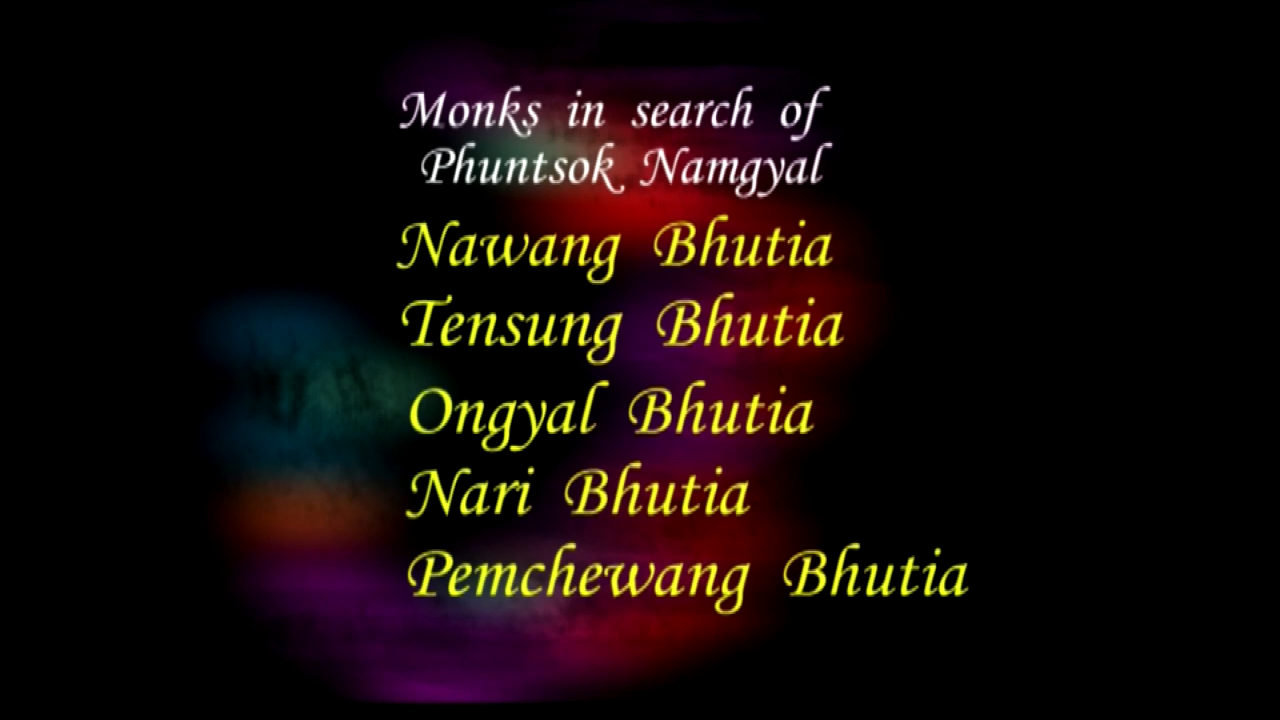 Monks in search of
Phuntsok Namgyal
Nawang Bhutia
Tensung Bhutia
Ongyal Bhutia
Nari Bhutia
Pemchewang Bhutia